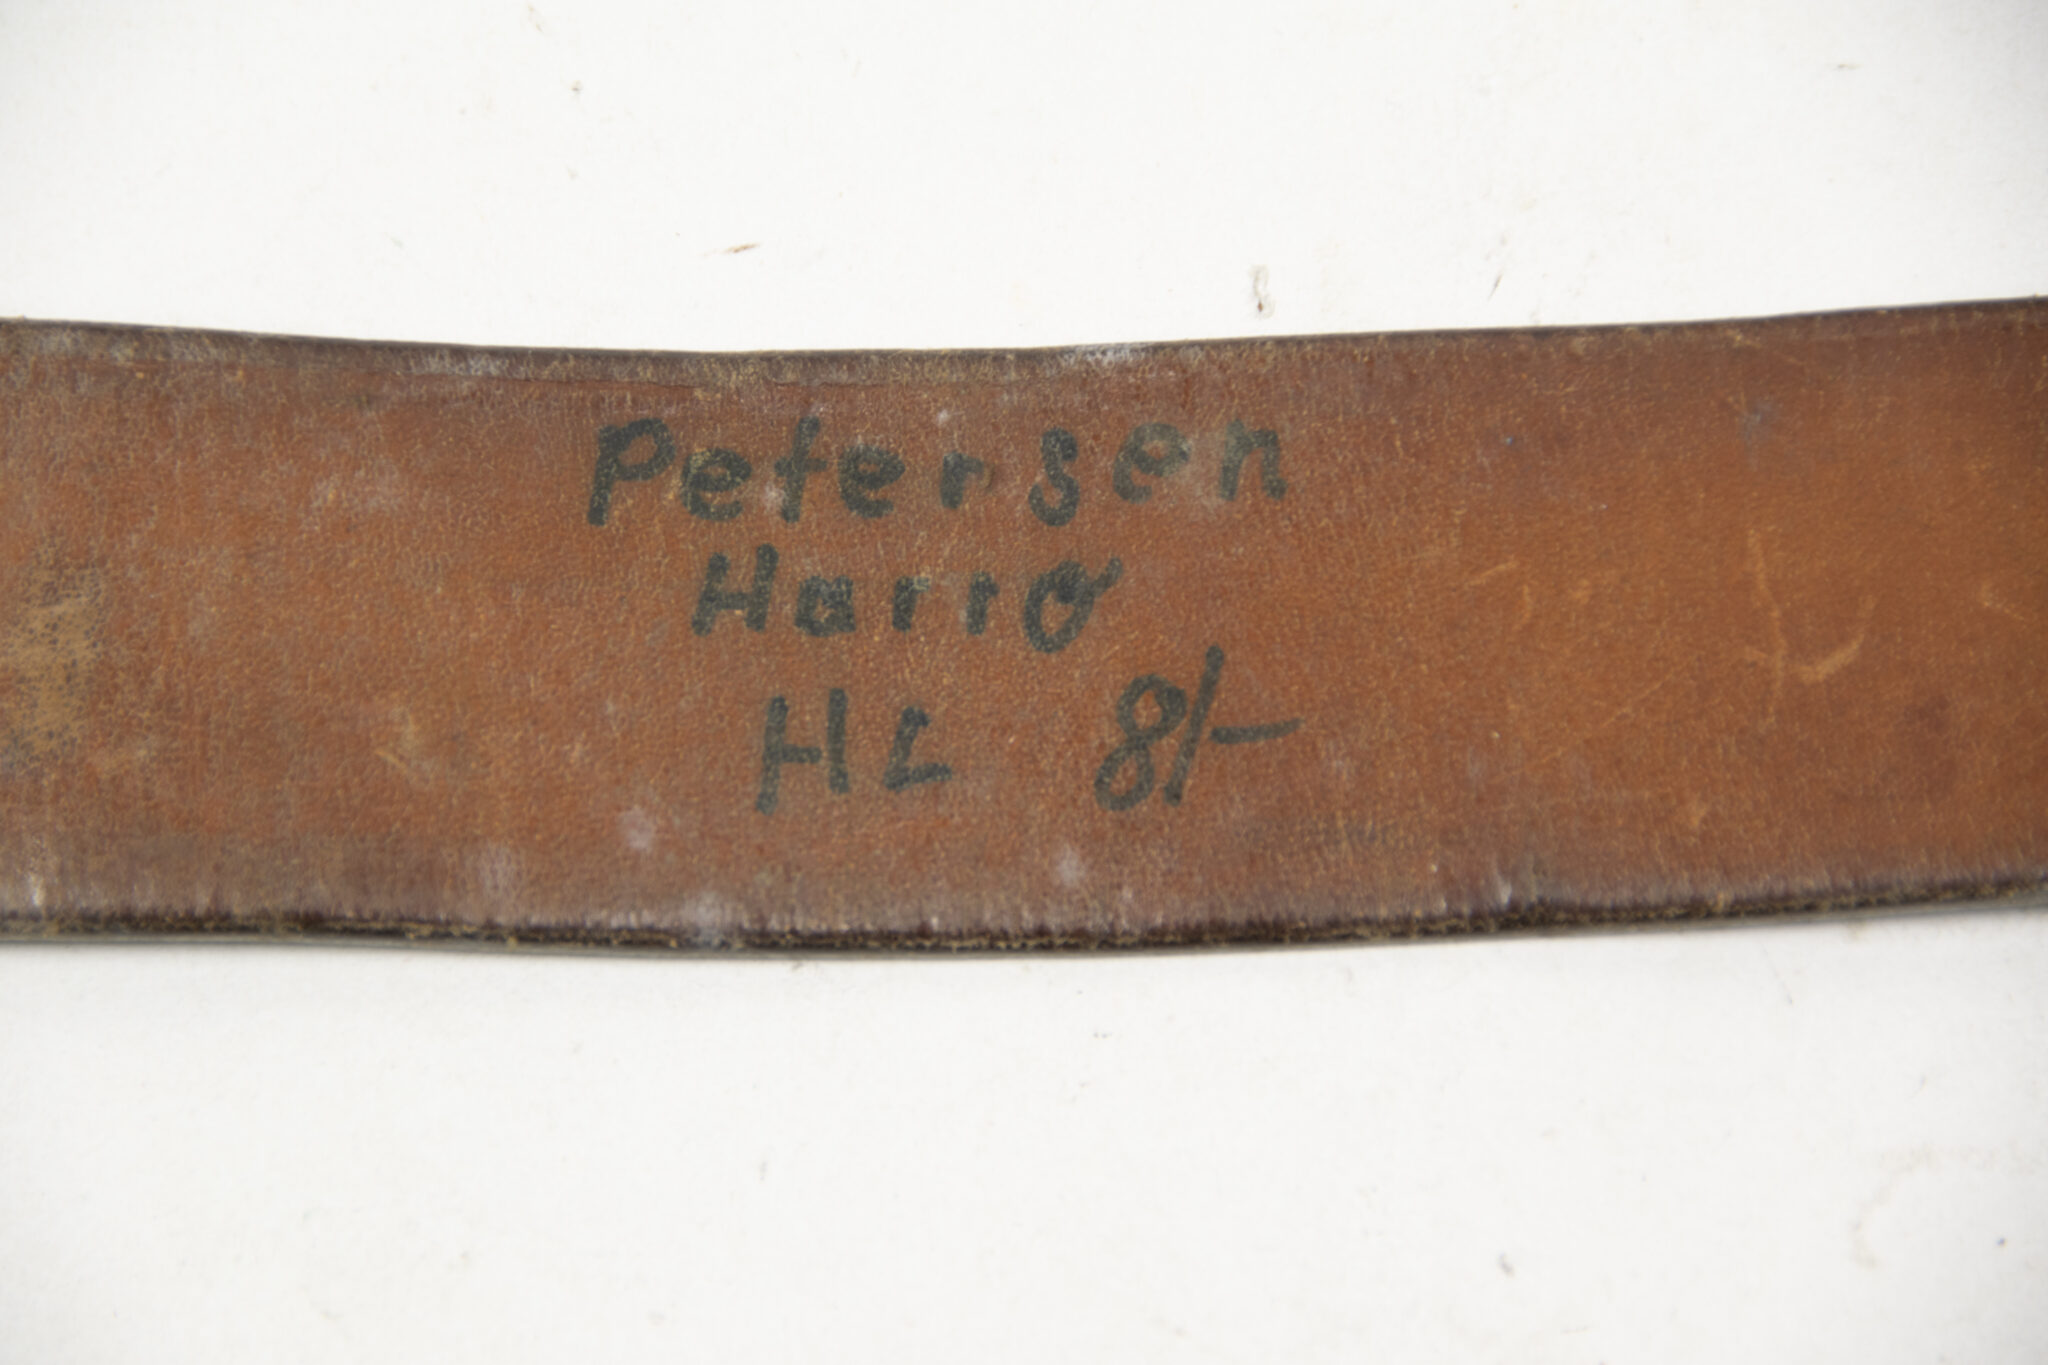 Petersen
Harro
HL 8/-